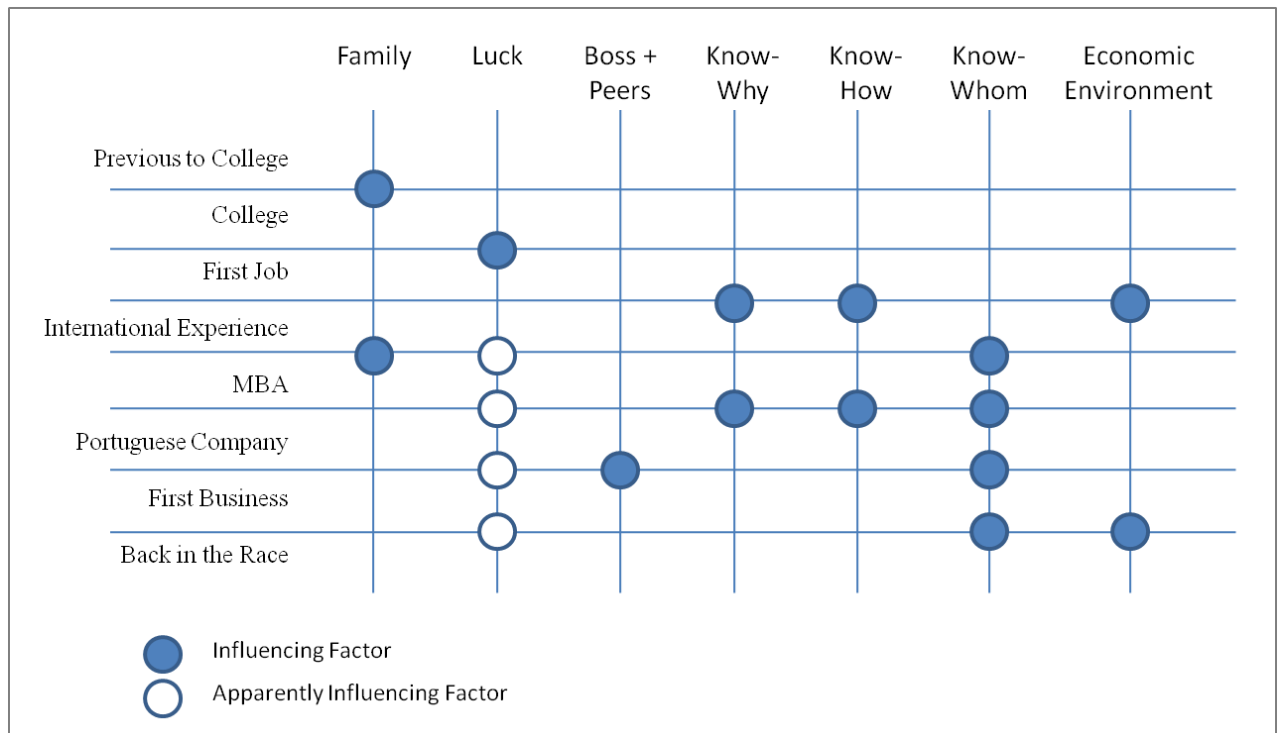 Family Luck Boss + Know- Know- Know- Economic
Peers Why How Whom Environment
Previous to College
College
First Job
International Experience
MBA
Portuguese Company
First Business
Back in the Race
Influencing Factor
Apparently Influencing Factor